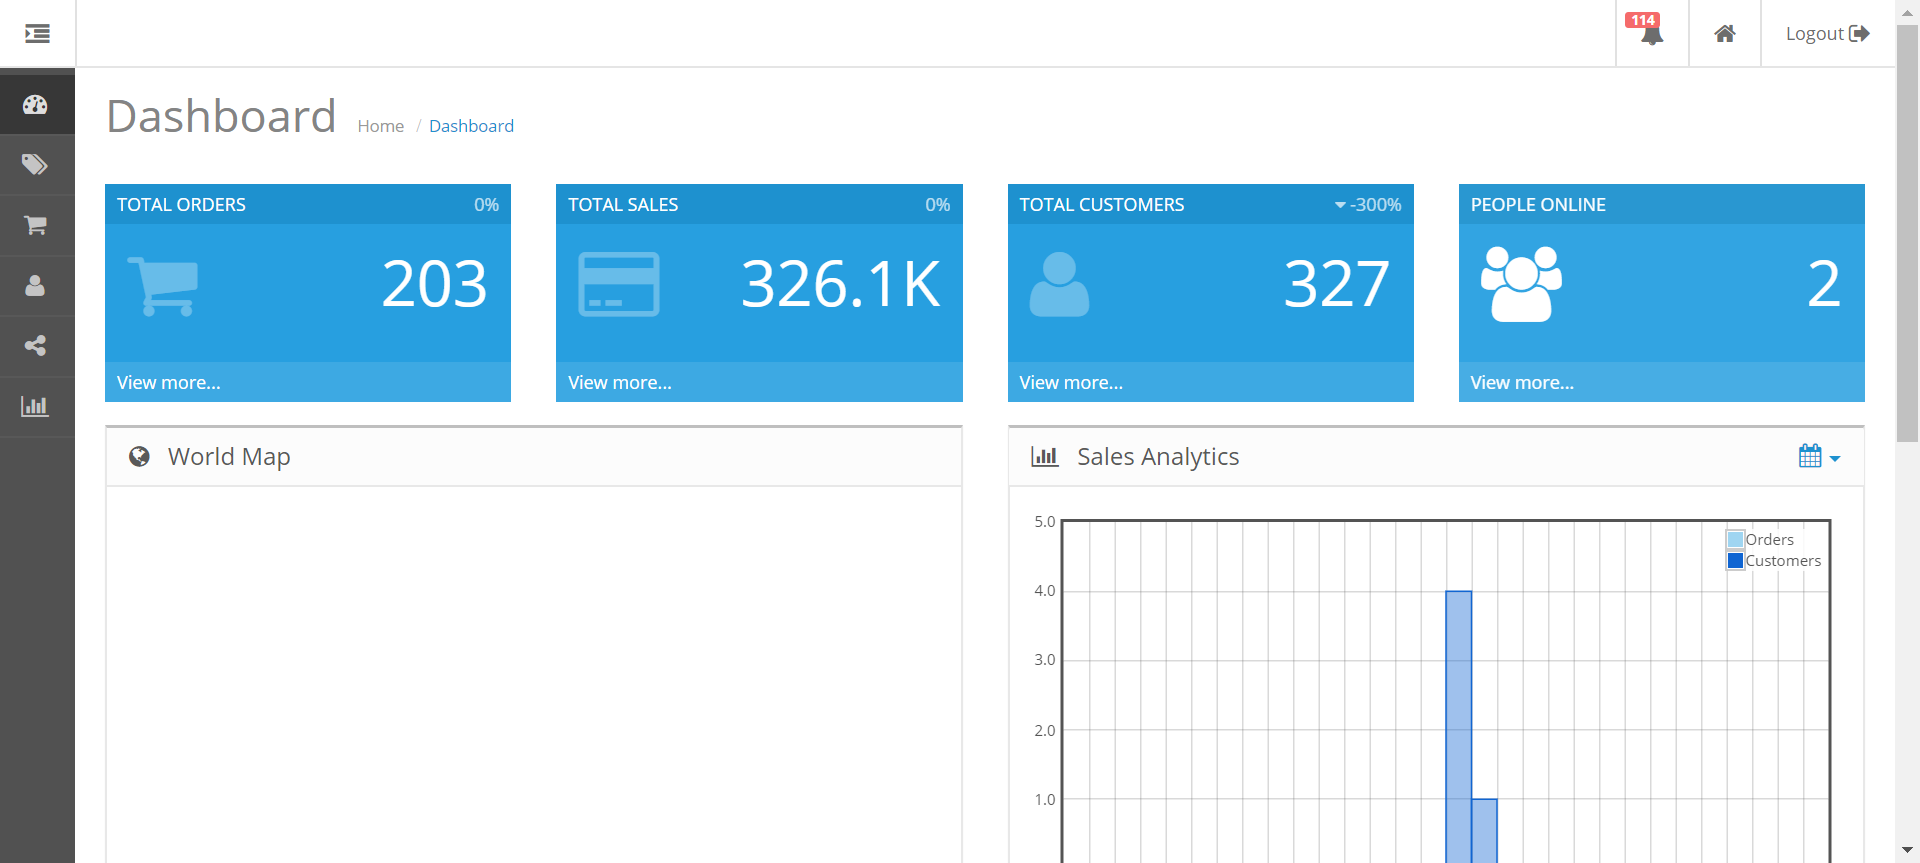 114
Logout
Dashboard
Home / Dashboard
TOTAL ORDERS 0%
203
View more...
TOTAL SALES 0%
326.1K
View more...
TOTAL CUSTOMERS -300%
327
View more...
PEOPLE ONLINE
2
View more...
World Map
Sales Analytics
5.0
4.0
3.0
2.0
1.0
Orders
Customers